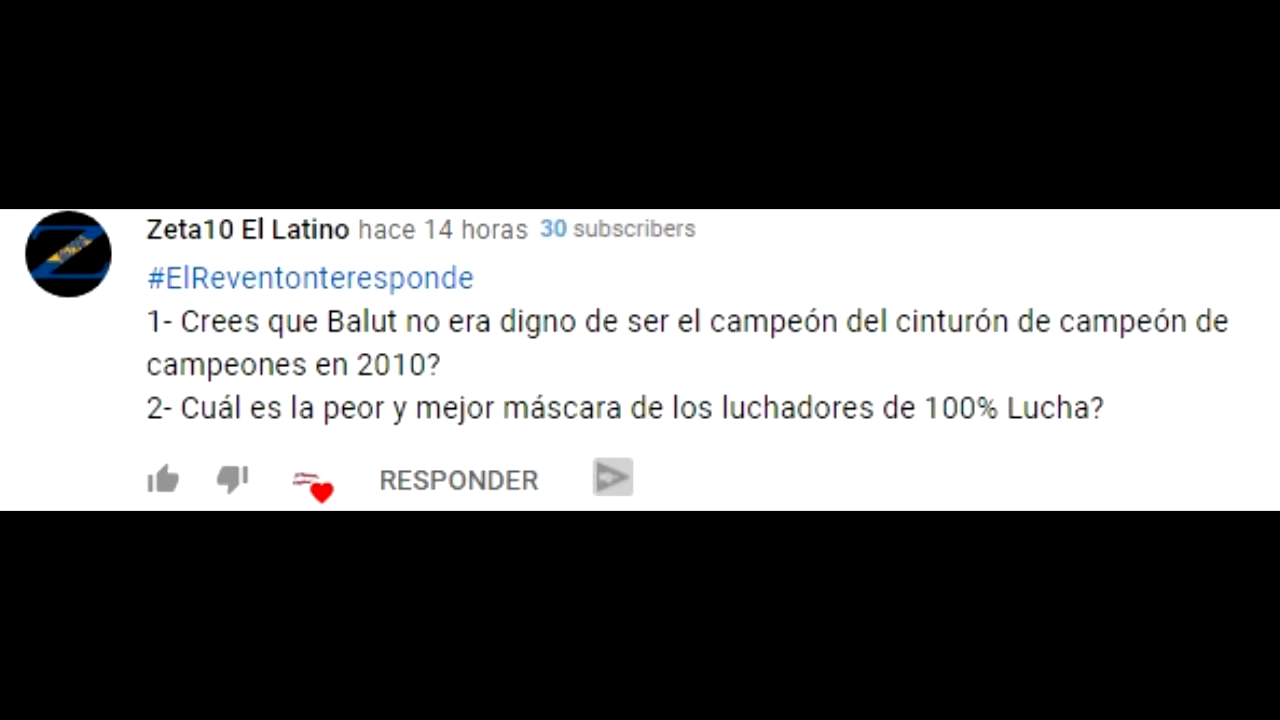 Zeta10 El Latino hace 14 horas 30 subscribers
#ElReventonteresponde
1- Crees que Balut no era digno de ser el campeón del cinturón de campeón de
campeones en 2010?
2- Cuál es la peor y mejor máscara de los luchadores de 100% Lucha?
RESPONDER